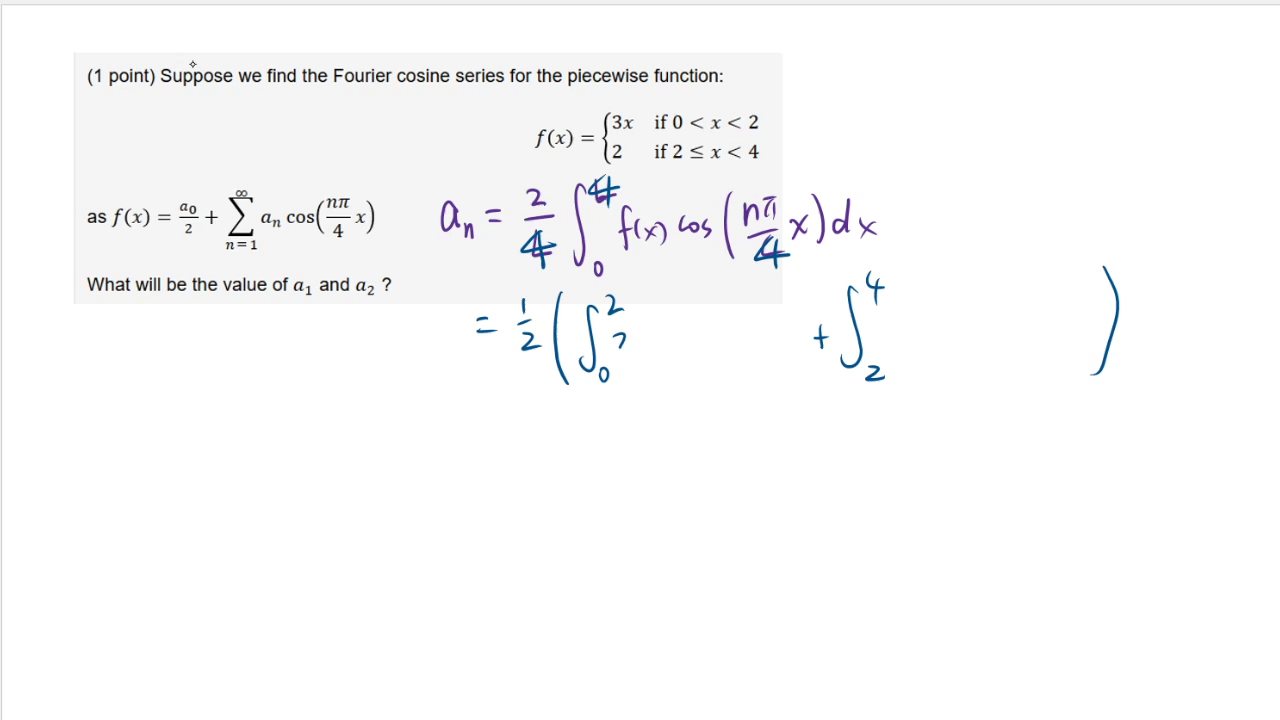 (1 point) Suppose we find the Fourier cosine series for the piecewise function:
f(x) = {3x if 0 < x < 2
{2 if 2 ≤ x < 4
as f(x) = a₀/2 + ∑_{n=1}^{∞} aₙ cos(nπ/4 x)
aₙ = 2/4 ∫₀⁴ f(x) cos(nπ/4 x) dx
What will be the value of a₁ and a₂ ?
= 1/2 (∫₀² + ∫₂⁴ )